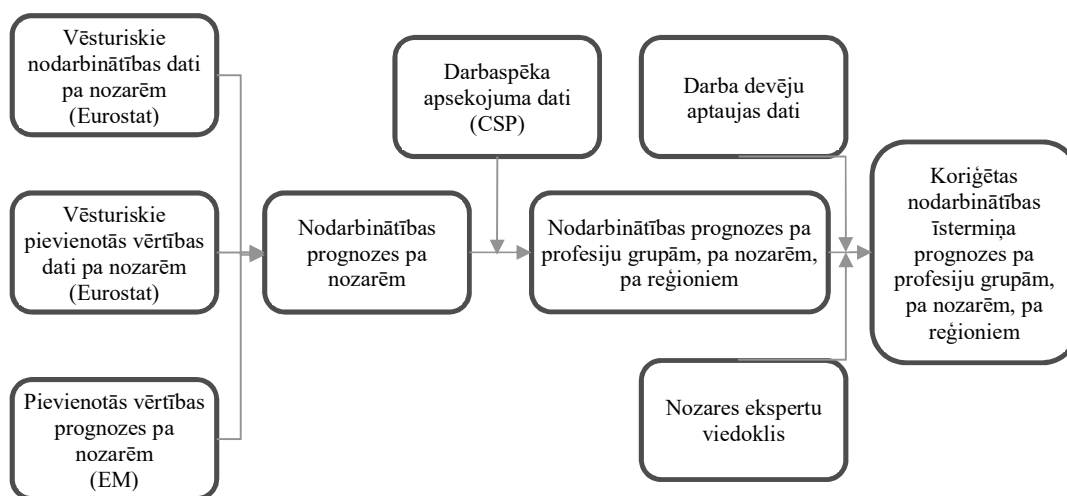 Vēsturiskie
nodarbinātības dati
pa nozarēm
(Eurostat)
Vēsturiskie
pievienotās vērtības
dati pa nozarēm
(Eurostat)
Pievienotās vērtības
prognozes pa
nozarēm
(EM)
Nodarbinātības
prognozes pa
nozarēm
Darbaspēka
apsekojuma dati
(CSP)
Nodarbinātības prognozes pa
profesiju grupām, pa nozarēm,
pa reģioniem
Darba devēju
aptaujas dati
Nozares ekspertu
viedoklis
Koriģētas
nodarbinātības
īstermiņa
prognozes pa
profesiju grupām,
pa nozarēm, pa
reģioniem